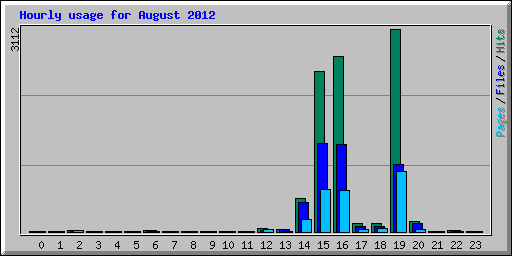 Hourly usage for August 2012
3112
Pages/Files/Hits
0 1 2 3 4 5 6 7 8 9 10 11 12 13 14 15 16 17 18 19 20 21 22 23